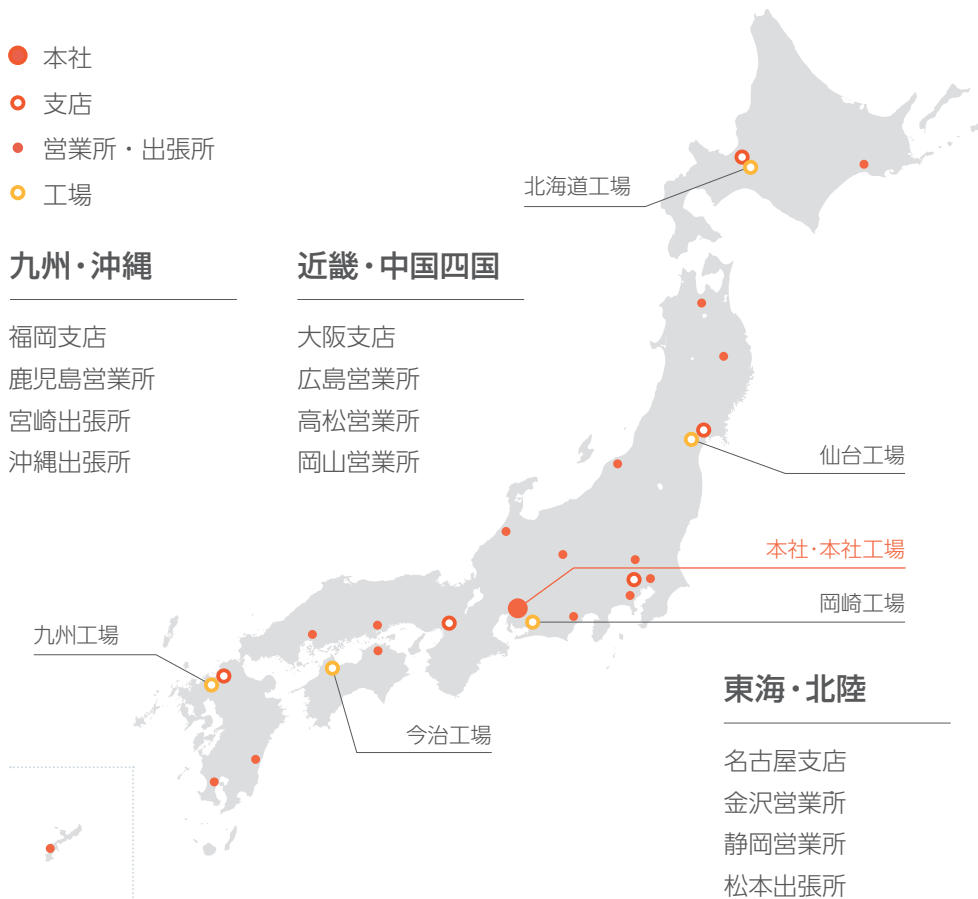 本社
支店
営業所・出張所
工場
九州・沖縄
福岡支店
鹿児島営業所
宮崎出張所
沖縄出張所
近畿・中国四国
大阪支店
広島営業所
高松営業所
岡山営業所
北海道工場
仙台工場
本社・本社工場
岡崎工場
九州工場
今治工場
東海・北陸
名古屋支店
金沢営業所
静岡営業所
松本出張所